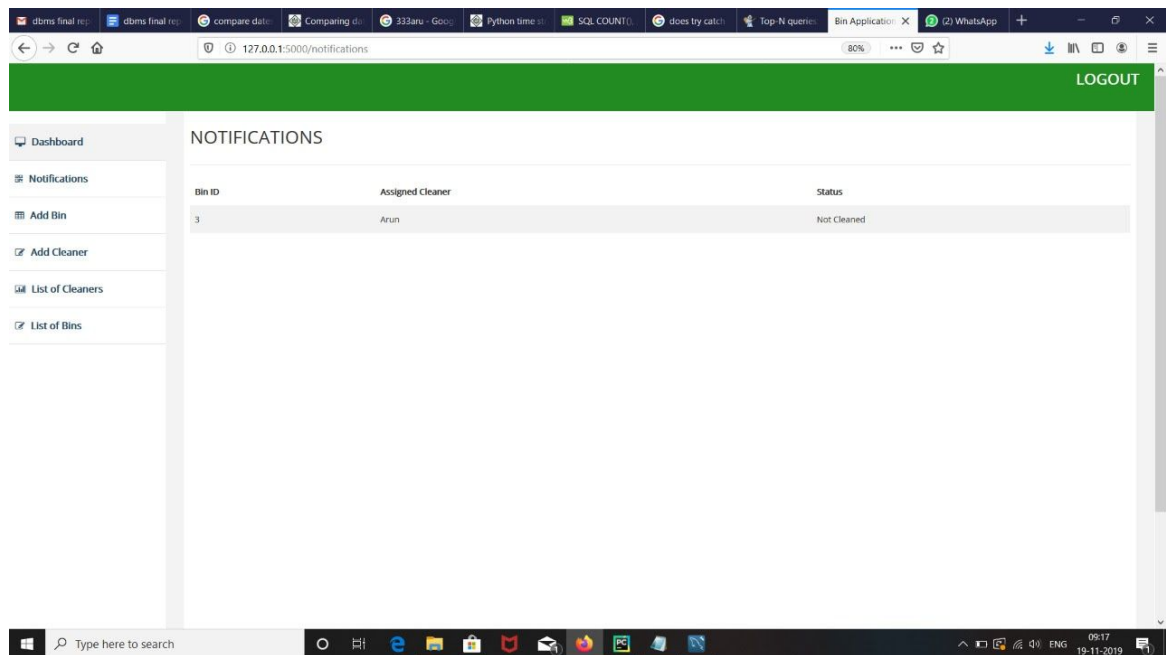 dbms final rep
dbms final rep
compare dates
Comparing da
333aru - Goog
Python time st
SQL COUNT(),
does try catch
Top-N queries
Bin Application
(2) WhatsApp
127.0.0.1:5000/notifications
80%
LOGOUT
Dashboard
Notifications
Add Bin
Add Cleaner
List of Cleaners
List of Bins
NOTIFICATIONS
Bin ID Assigned Cleaner Status
3 Arun Not Cleaned
Type here to search
PC
ENG
09:17
19-11-2019